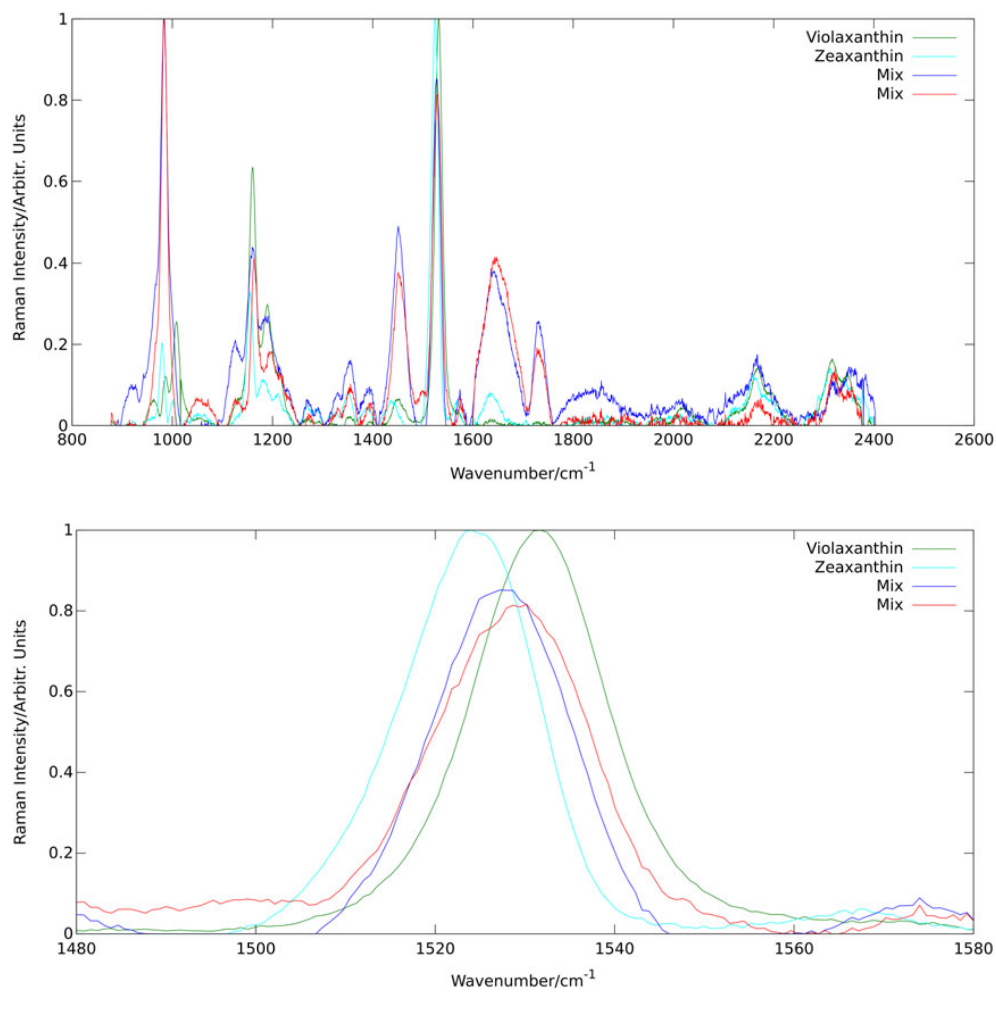 1
0.8
0.6
0.4
0.2
0
800 1000 1200 1400 1600 1800 2000 2200 2400 2600
Raman Intensity/Arbitr. Units
Wavenumber/cm-1
Violaxanthin
Zeaxanthin
Mix
Mix
1
0.8
0.6
0.4
0.2
0
1480 1500 1520 1540 1560 1580
Raman Intensity/Arbitr. Units
Wavenumber/cm-1
Violaxanthin
Zeaxanthin
Mix
Mix